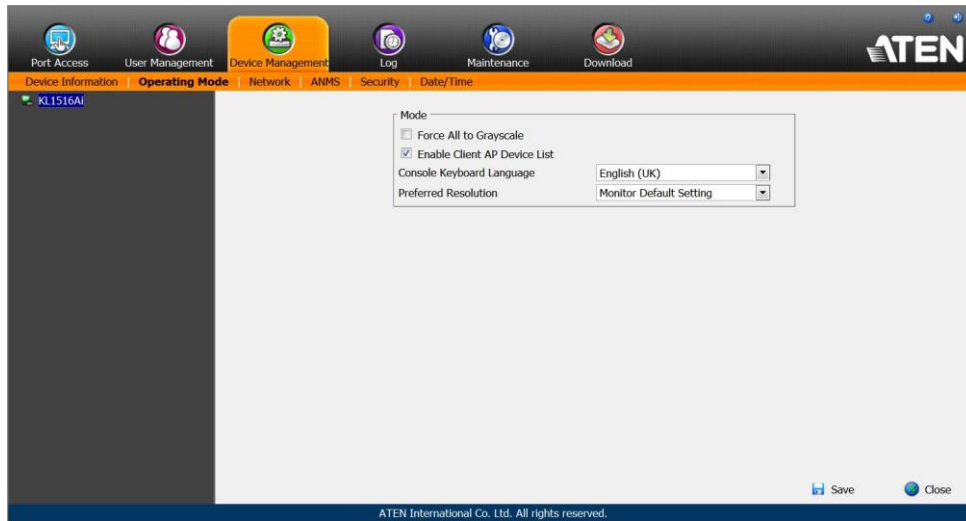 Port Access User Management Device Management Log Maintenance Download
ATEN
Device Information Operating Mode Network ANMS Security Date/Time
KL1516Ai
Mode
Force All to Grayscale
Enable Client AP Device List
Console Keyboard Language English (UK)
Preferred Resolution Monitor Default Setting
Save Close
ATEN International Co. Ltd. All rights reserved.